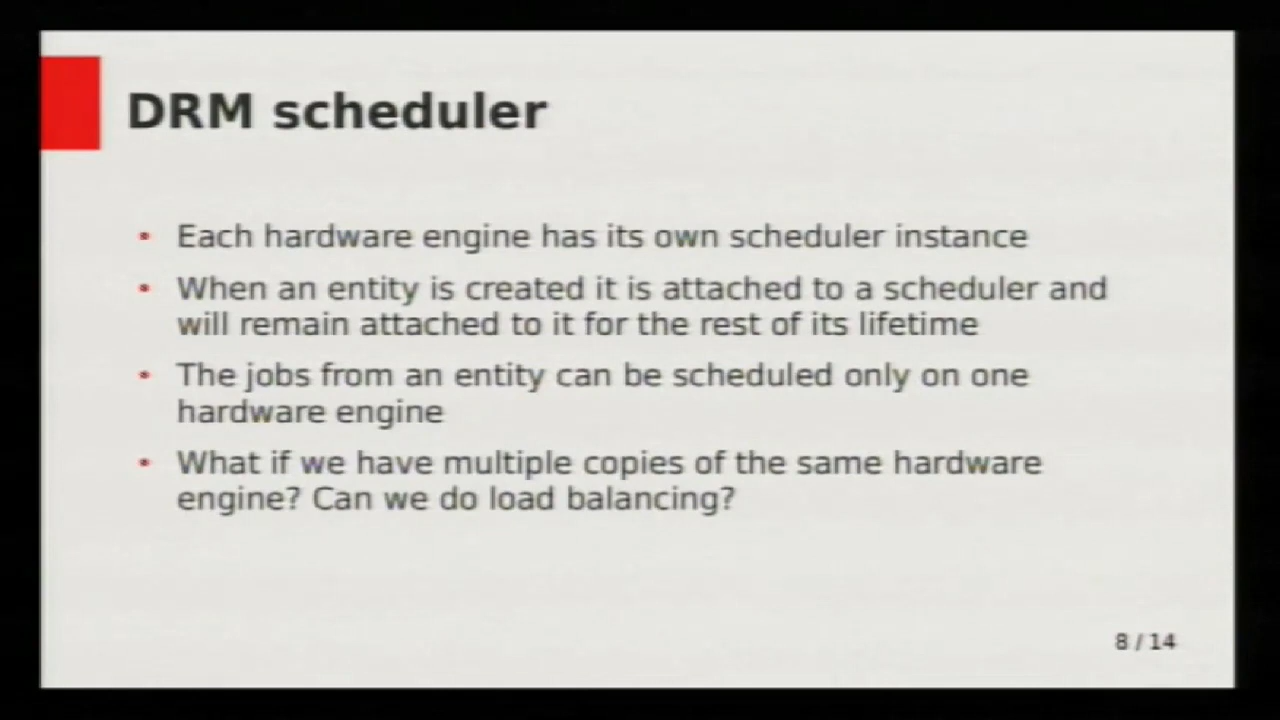 DRM scheduler
• Each hardware engine has its own scheduler instance
• When an entity is created it is attached to a scheduler and
will remain attached to it for the rest of its lifetime
• The jobs from an entity can be scheduled only on one
hardware engine
• What if we have multiple copies of the same hardware
engine? Can we do load balancing?
8 / 14